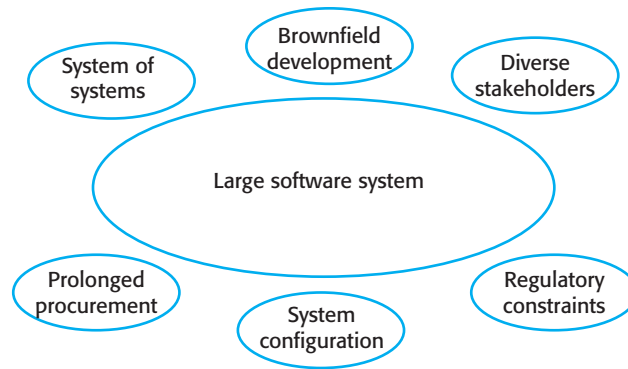 System of
systems
Brownfield
development
Diverse
stakeholders
Large software system
Prolonged
procurement
System
configuration
Regulatory
constraints